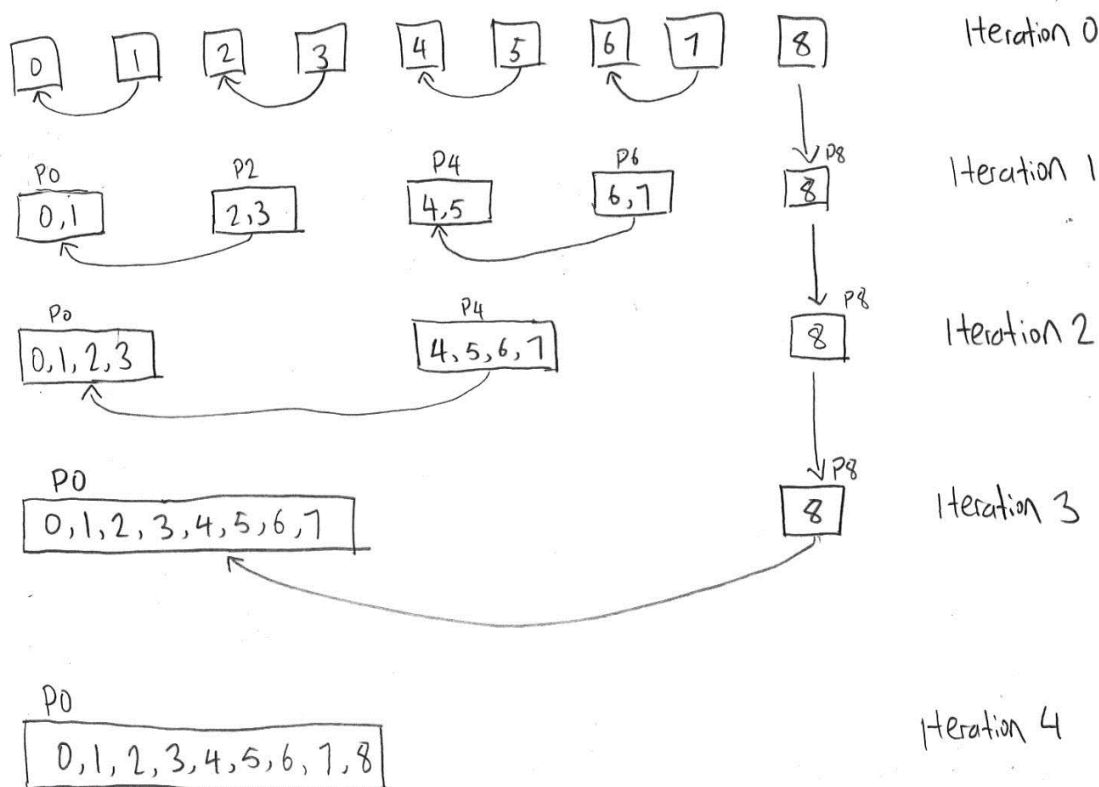 0 1 2 3 4 5 6 7 8 Iteration 0
P0 P2 P4 P6 P8
0,1 2,3 4,5 6,7 8 Iteration 1
P0 P4 P8
0,1,2,3 4,5,6,7 8 Iteration 2
P0 P8
0,1,2,3,4,5,6,7 8 Iteration 3
P0
0,1,2,3,4,5,6,7,8 Iteration 4